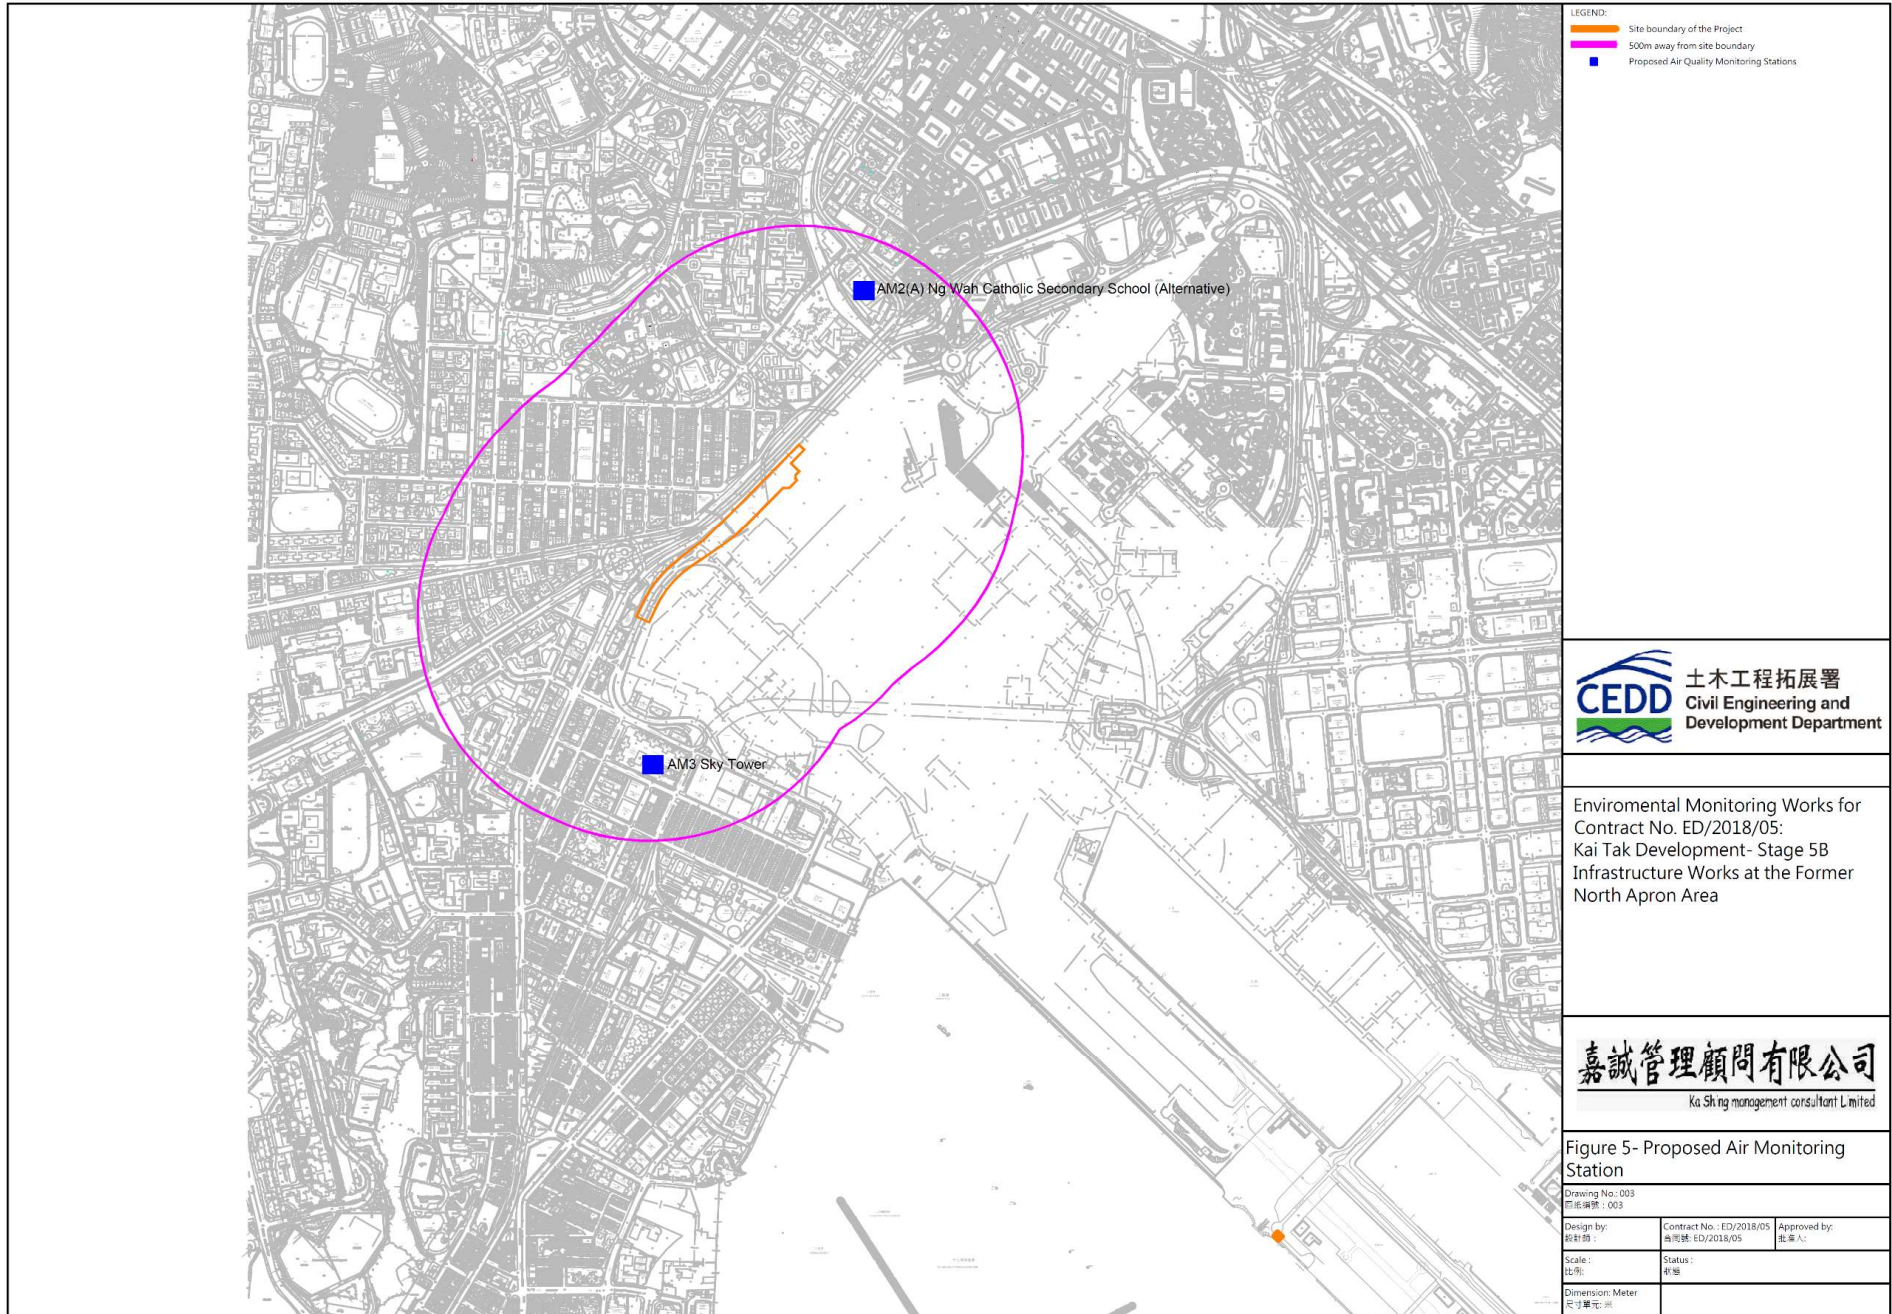 LEGEND:
Site boundary of the Project
500m away from site boundary
Proposed Air Quality Monitoring Stations
AM2(A) Ng Wah Catholic Secondary School (Alternative)
AM3 Sky Tower
CEDD
土木工程拓展署
Civil Engineering and
Development Department
Enviromental Monitoring Works for
Contract No. ED/2018/05:
Kai Tak Development- Stage 5B
Infrastructure Works at the Former
North Apron Area
嘉誠管理顧問有限公司
Ka Shing management consultant Limited
Figure 5- Proposed Air Monitoring
Station
Drawing No.: 003
圖紙編號 : 003
Design by:
設計師 :
Contract No. : ED/2018/05
合同號: ED/2018/05
Approved by:
批准人:
Scale :
比例:
Status :
狀態
Dimension: Meter
尺寸單元: 米